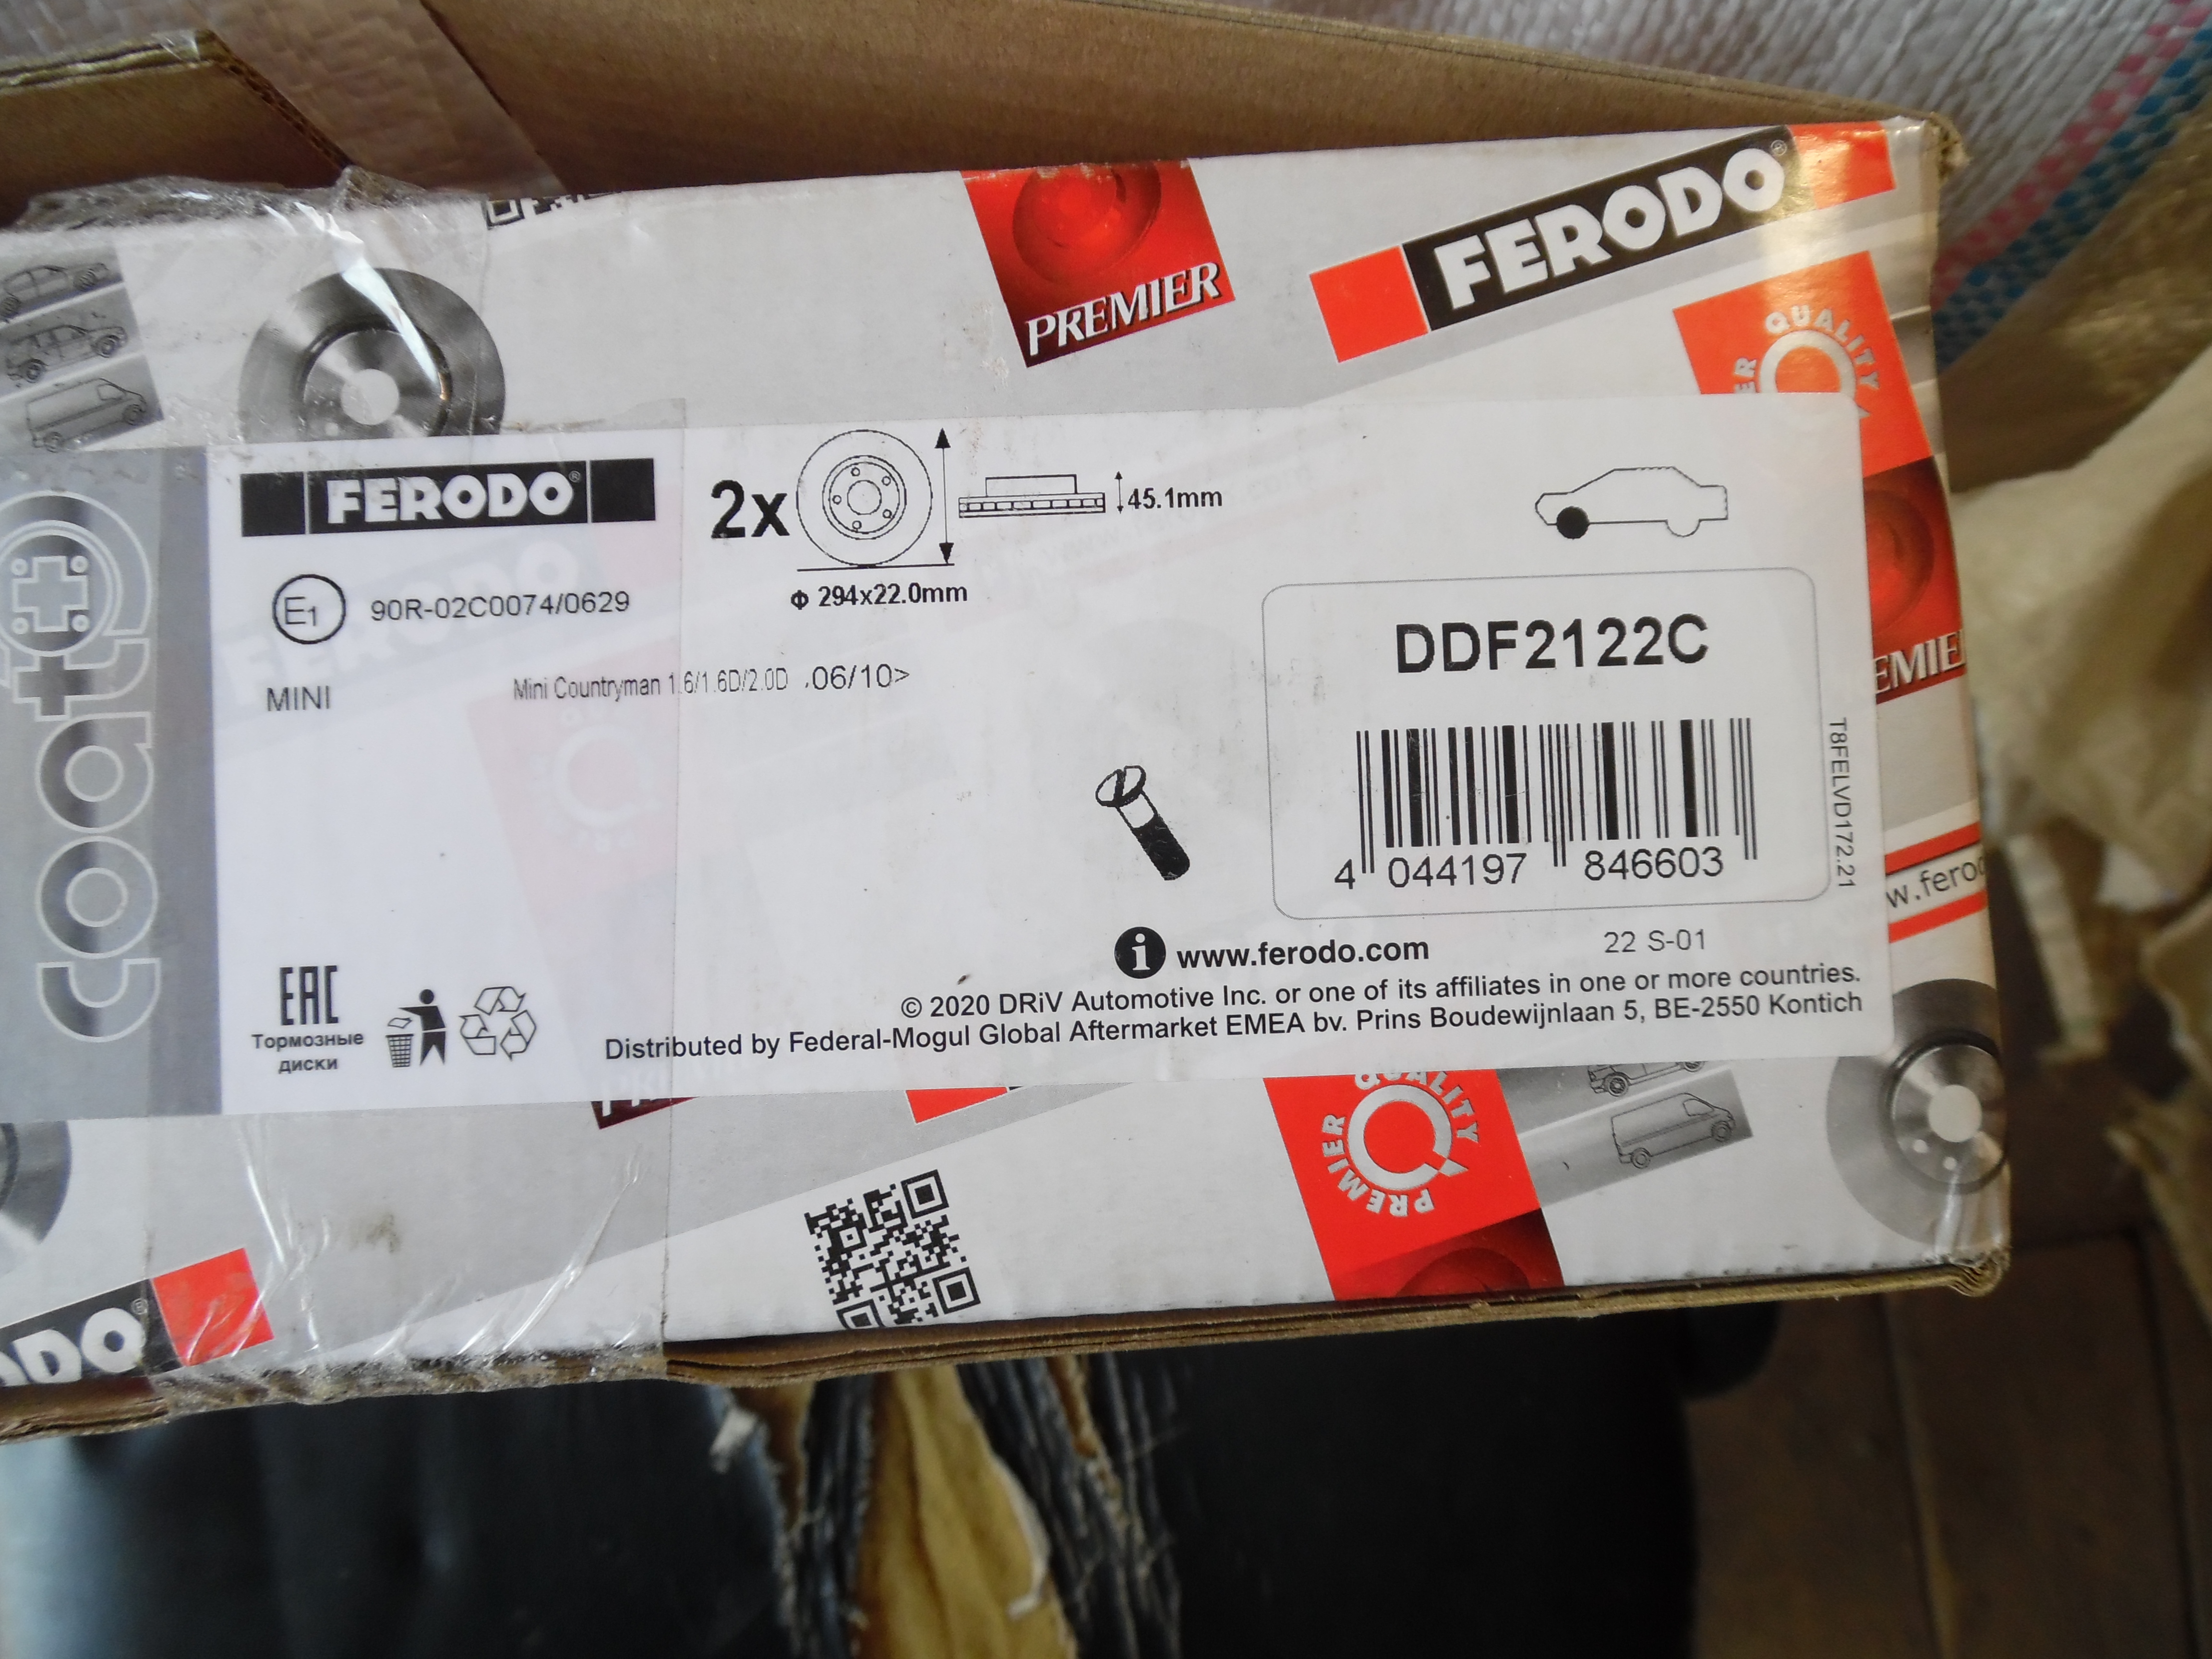 PREMIER
FERODO®
QUALITY
FERODO®
2x
45.1mm
Φ 294x22.0mm
E1
90R-02C0074/0629
MINI
Mini Countryman 1.6/1.6D/2.0D .06/10>
DDF2122C
4 044197 846603
T8FELVD172.21
coat+
i www.ferodo.com
22 S-01
EAC
Тормозные
диски
© 2020 DRiV Automotive Inc. or one of its affiliates in one or more countries.
Distributed by Federal-Mogul Global Aftermarket EMEA bv. Prins Boudewijnlaan 5, BE-2550 Kontich
PREMIER
QUALITY